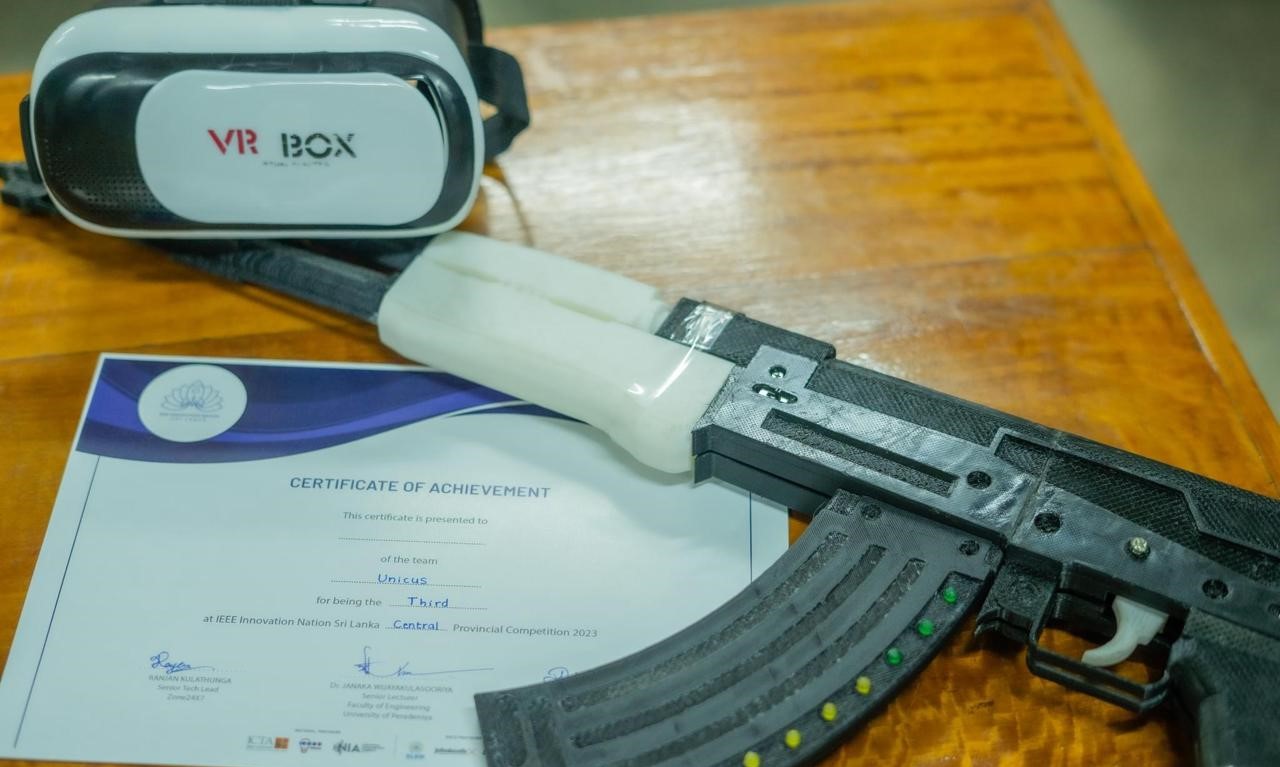 VR BOX
CERTIFICATE OF ACHIEVEMENT
This certificate is presented to
of the team
Unicus
for being the Third
at IEEE Innovation Nation Sri Lanka Central Provincial Competition 2023
RANJAN KULATHUNGA
Senior Tech Lead
Zone24X7
Dr. JANAKA WIJAYAKULASOORIYA
Senior Lecturer
Faculty of Engineering
University of Peradeniya
ICTA